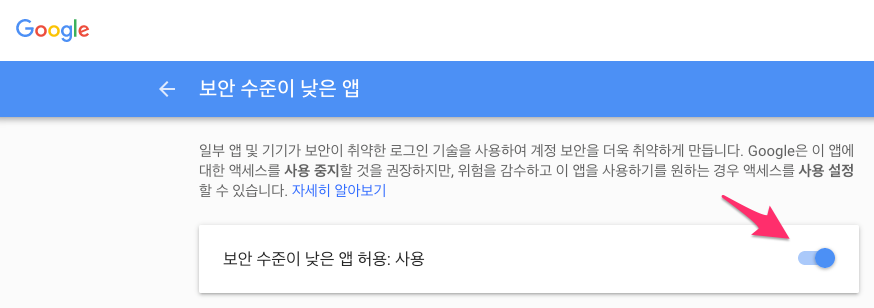 Google
보안 수준이 낮은 앱
일부 앱 및 기기가 보안이 취약한 로그인 기술을 사용하여 계정 보안을 더욱 취약하게 만듭니다. Google은 이 앱에
대한 액세스를 사용 중지할 것을 권장하지만, 위험을 감수하고 이 앱을 사용하기를 원하는 경우 액세스를 사용 설정
할 수 있습니다. 자세히 알아보기
보안 수준이 낮은 앱 허용: 사용